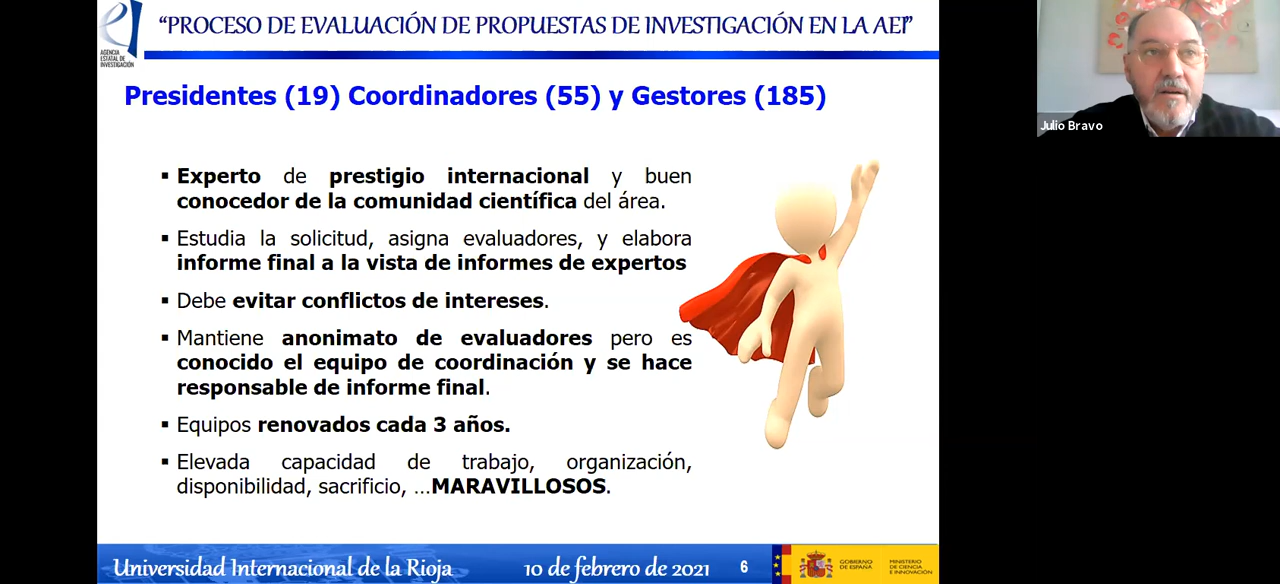 “PROCESO DE EVALUACIÓN DE PROPUESTAS DE INVESTIGACIÓN EN LA AEI”
AGENCIA
ESTATAL DE
INVESTIGACIÓN
Presidentes (19) Coordinadores (55) y Gestores (185)
Julio Bravo
▪ Experto de prestigio internacional y buen
conocedor de la comunidad científica del área.
▪ Estudia la solicitud, asigna evaluadores, y elabora
informe final a la vista de informes de expertos
▪ Debe evitar conflictos de intereses.
▪ Mantiene anonimato de evaluadores pero es
conocido el equipo de coordinación y se hace
responsable de informe final.
▪ Equipos renovados cada 3 años.
▪ Elevada capacidad de trabajo, organización,
disponibilidad, sacrificio, ...MARAVILLOSOS.
Universidad Internacional de la Rioja 10 de febrero de 2021 6
GOBIERNO
DE ESPAÑA
MINISTERIO
DE CIENCIA
E INNOVACIÓN